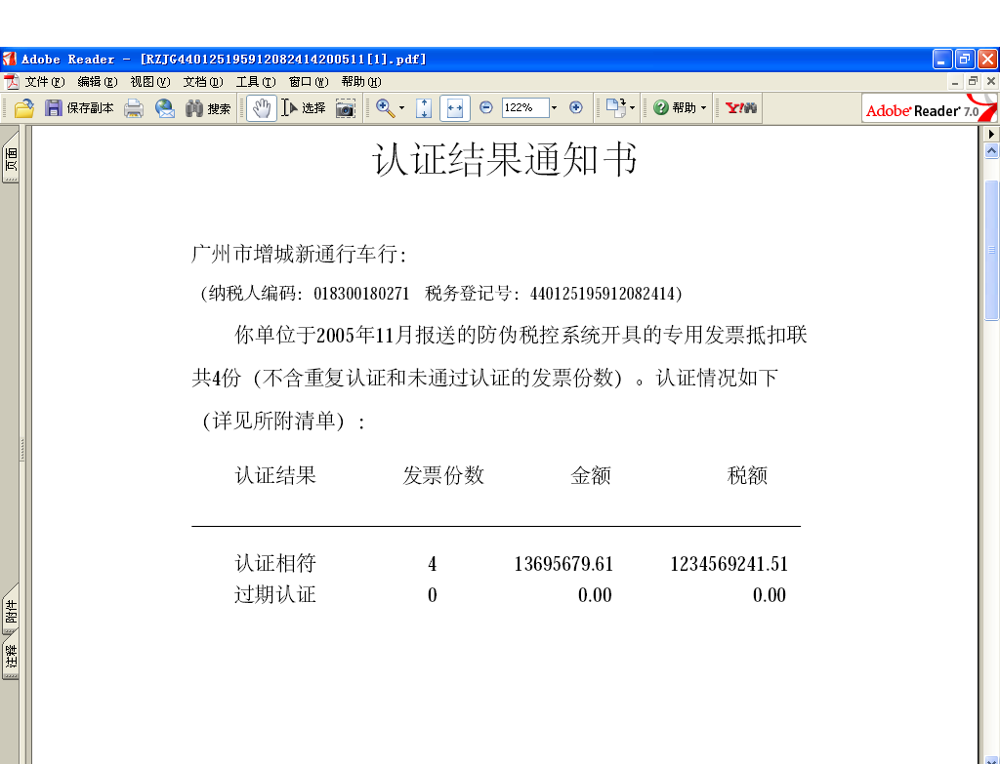 Adobe Reader - [RZJG440125195912082414200511[1].pdf]
文件(F) 编辑(E) 视图(V) 文档(D) 工具(T) 窗口(W) 帮助(H)
保存副本 搜索 选择 122% 帮助 Y! Adobe Reader 7.0
页面
认证结果通知书
广州市增城新通行车行:
(纳税人编码: 018300180271 税务登记号: 440125195912082414)
你单位于2005年11月报送的防伪税控系统开具的专用发票抵扣联
共4份(不含重复认证和未通过认证的发票份数)。认证情况如下
(详见所附清单):
认证结果 发票份数 金额 税额
认证相符 4 13695679.61 1234569241.51
过期认证 0 0.00 0.00
附件
注释